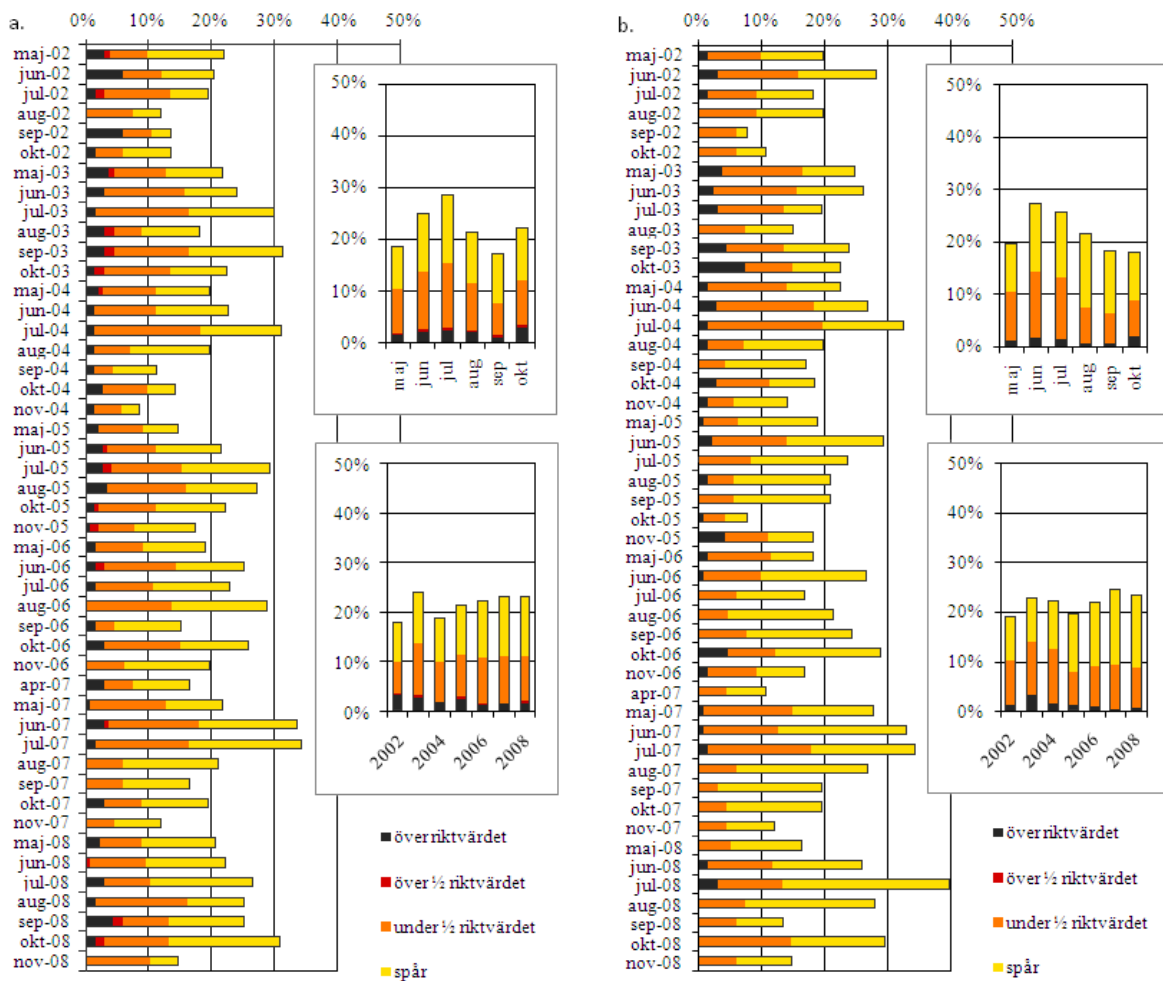 a.
0% 10% 20% 30% 50%
maj-02
jun-02
jul-02
aug-02
sep-02
okt-02
maj-03
jun-03
jul-03
aug-03
sep-03
okt-03
maj-04
jun-04
jul-04
aug-04
sep-04
okt-04
nov-04
maj-05
jun-05
jul-05
aug-05
okt-05
nov-05
maj-06
jun-06
jul-06
aug-06
sep-06
okt-06
nov-06
apr-07
maj-07
jun-07
jul-07
aug-07
sep-07
okt-07
nov-07
maj-08
jun-08
jul-08
aug-08
sep-08
okt-08
nov-08
50%
40%
30%
20%
10%
0%
maj jun jul aug sep okt
50%
40%
30%
20%
10%
0%
2002 2004 2006 2008
över riktvärdet
över ½ riktvärdet
under ½ riktvärdet
spår
b.
0% 10% 20% 30% 50%
maj-02
jun-02
jul-02
aug-02
sep-02
okt-02
maj-03
jun-03
jul-03
aug-03
sep-03
okt-03
maj-04
jun-04
jul-04
aug-04
sep-04
okt-04
nov-04
maj-05
jun-05
jul-05
aug-05
sep-05
okt-05
nov-05
maj-06
jun-06
jul-06
aug-06
sep-06
okt-06
nov-06
apr-07
maj-07
jun-07
jul-07
aug-07
sep-07
okt-07
nov-07
maj-08
jun-08
jul-08
aug-08
sep-08
okt-08
nov-08
50%
40%
30%
20%
10%
0%
maj jun jul aug sep okt
50%
40%
30%
20%
10%
0%
2002 2004 2006 2008
över riktvärdet
över ½ riktvärdet
under ½ riktvärdet
spår